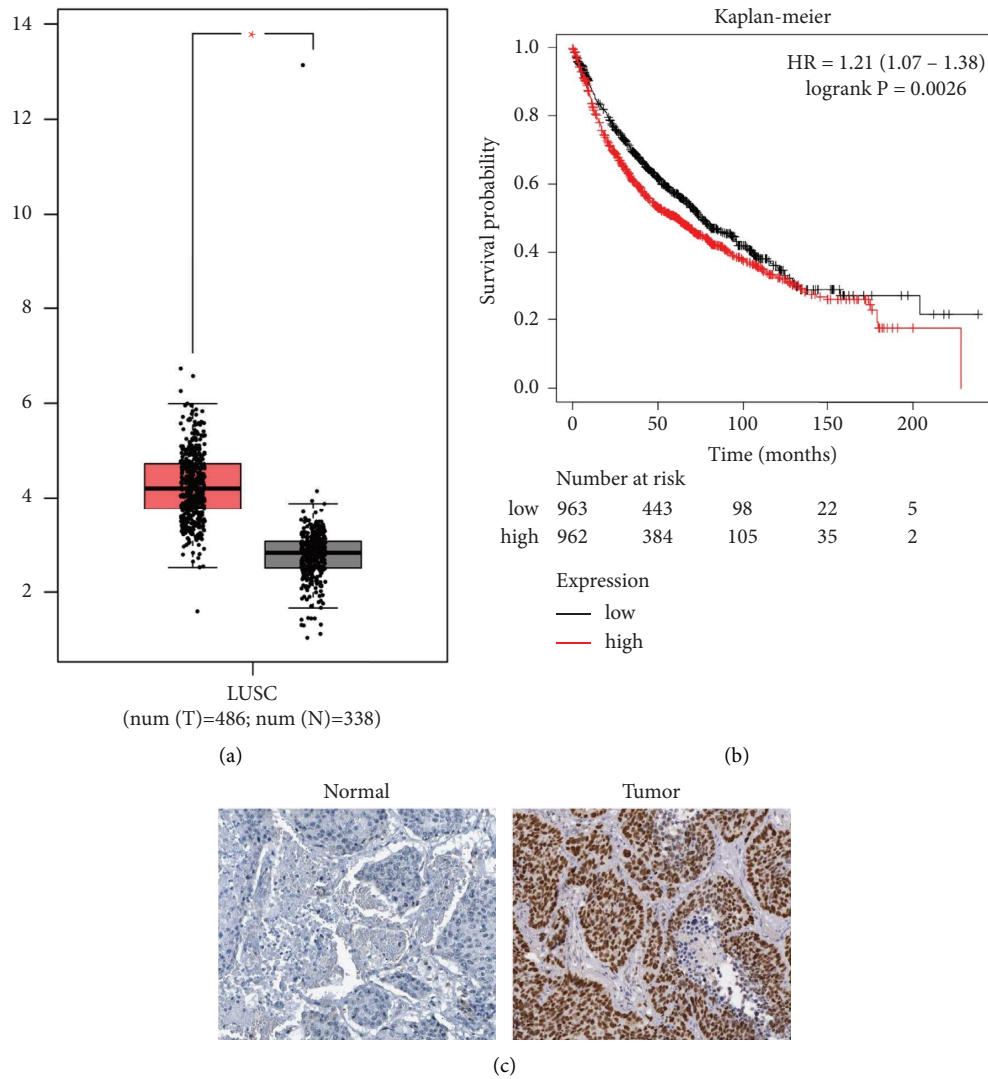 14
12
10
8
6
4
2
*
LUSC
(num (T)=486; num (N)=338)
(a)
Kaplan-meier
HR = 1.21 (1.07 – 1.38)
logrank P = 0.0026
Survival probability
1.0
0.8
0.6
0.4
0.2
0.0
0 50 100 150 200
Time (months)
Number at risk
low 963 443 98 22 5
high 962 384 105 35 2
Expression
low
high
(b)
Normal
Tumor
(c)